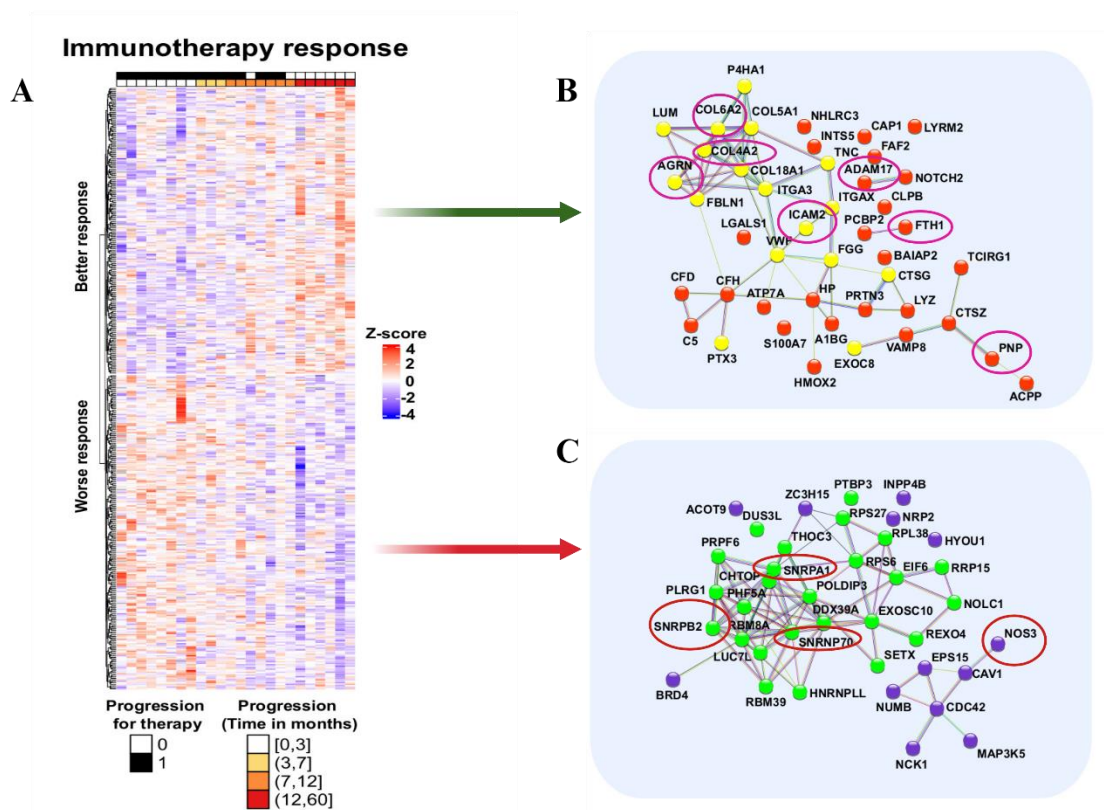 Immunotherapy response
A
Better response
Worse response
Z-score
4
2
0
-2
-4
Progression for therapy
0
1
Progression (Time in months)
[0,3]
(3,7]
(7,12]
(12,60]
B
P4HA1
LUM
COL6A2
COL5A1
NHLRC3
CAP1
LYRM2
INTS5
FAF2
COL4A2
TNC
ADAM17
AGRN
COL18A1
NOTCH2
ITGA3
ITGAX
FBLN1
CLPB
ICAM2
PCBP2
FTH1
LGALS1
VWF
FGG
BAIAP2
TCIRG1
CTSG
CFD
CFH
ATP7A
HP
PRTN3
LYZ
CTSZ
C5
S100A7
A1BG
VAMP8
PNP
PTX3
EXOC8
HMOX2
ACPP
C
PTBP3
INPP4B
ZC3H15
ACOT9
RPS27
NRP2
DUS3L
THOC3
RPL38
HYOU1
PRPF6
SNRPA1
RPS6
EIF6
RRP15
CHTOP
POLDIP3
PLRG1
PHF5A
DDX39A
EXOSC10
NOLC1
SNRPB2
RBM8A
SNRNP70
REXO4
NOS3
LUC7L
SETX
EPS15
CAV1
BRD4
RBM39
HNRNPLL
NUMB
CDC42
NCK1
MAP3K5